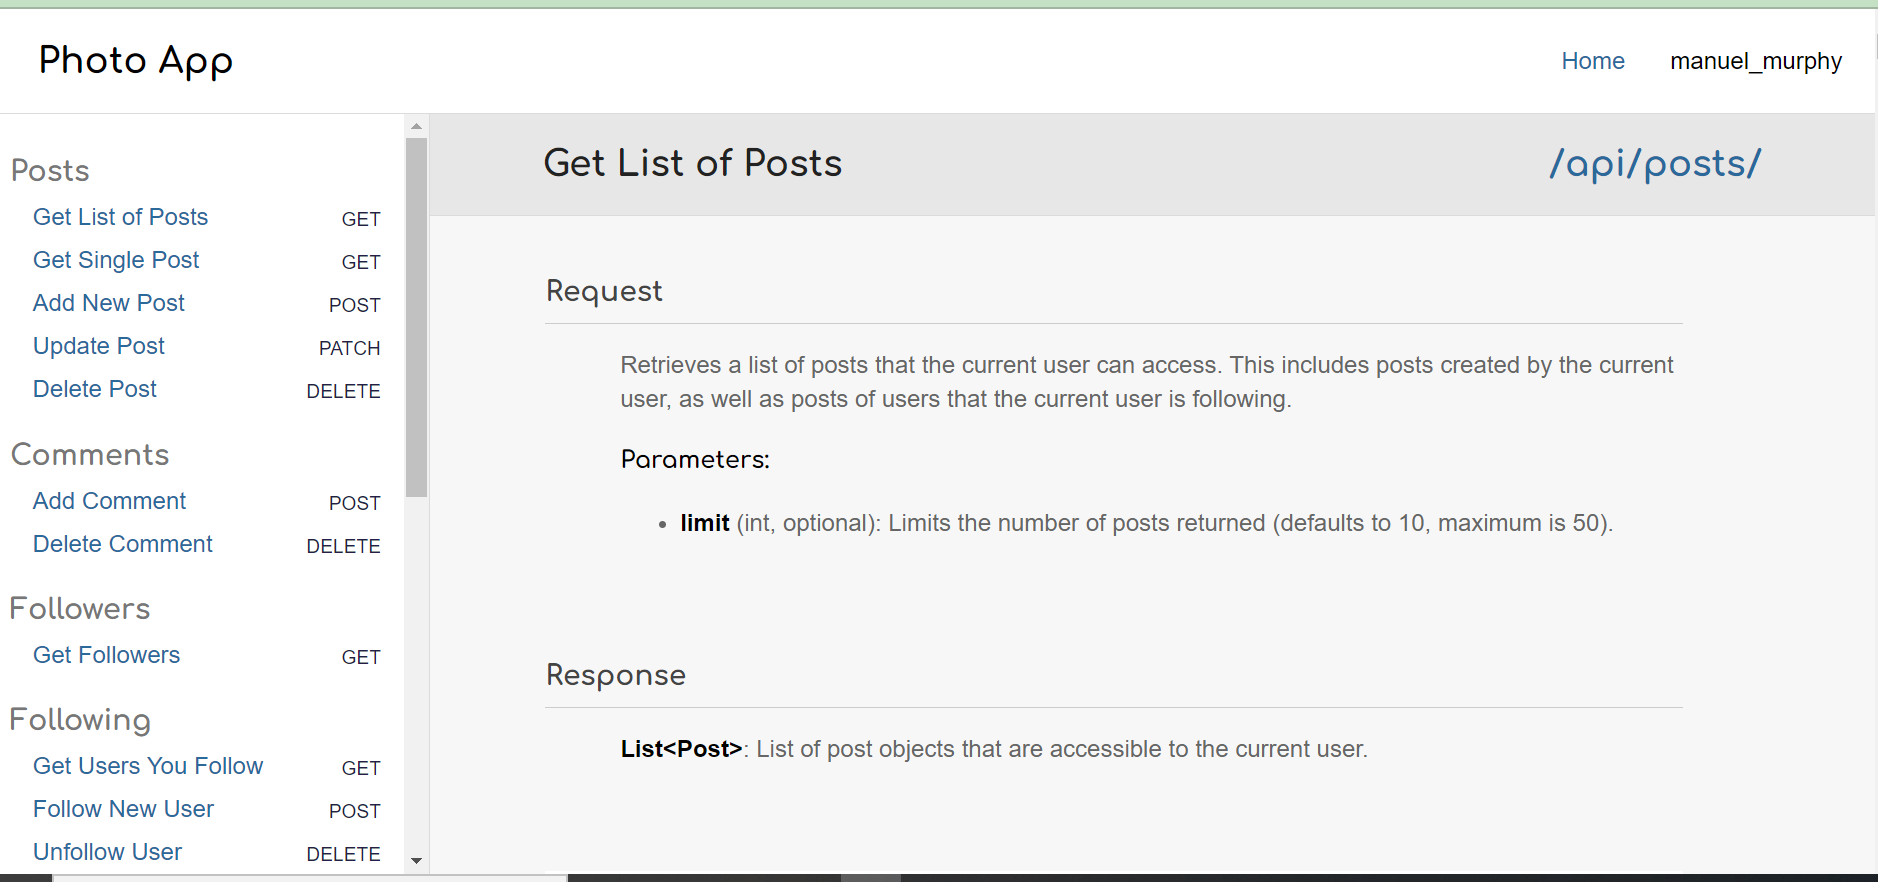 Photo App
Home manuel_murphy
Posts
Get List of Posts GET
Get Single Post GET
Add New Post POST
Update Post PATCH
Delete Post DELETE
Comments
Add Comment POST
Delete Comment DELETE
Followers
Get Followers GET
Following
Get Users You Follow GET
Follow New User POST
Unfollow User DELETE
Get List of Posts /api/posts/
Request
Retrieves a list of posts that the current user can access. This includes posts created by the current
user, as well as posts of users that the current user is following.
Parameters:
• limit (int, optional): Limits the number of posts returned (defaults to 10, maximum is 50).
Response
List<Post>: List of post objects that are accessible to the current user.